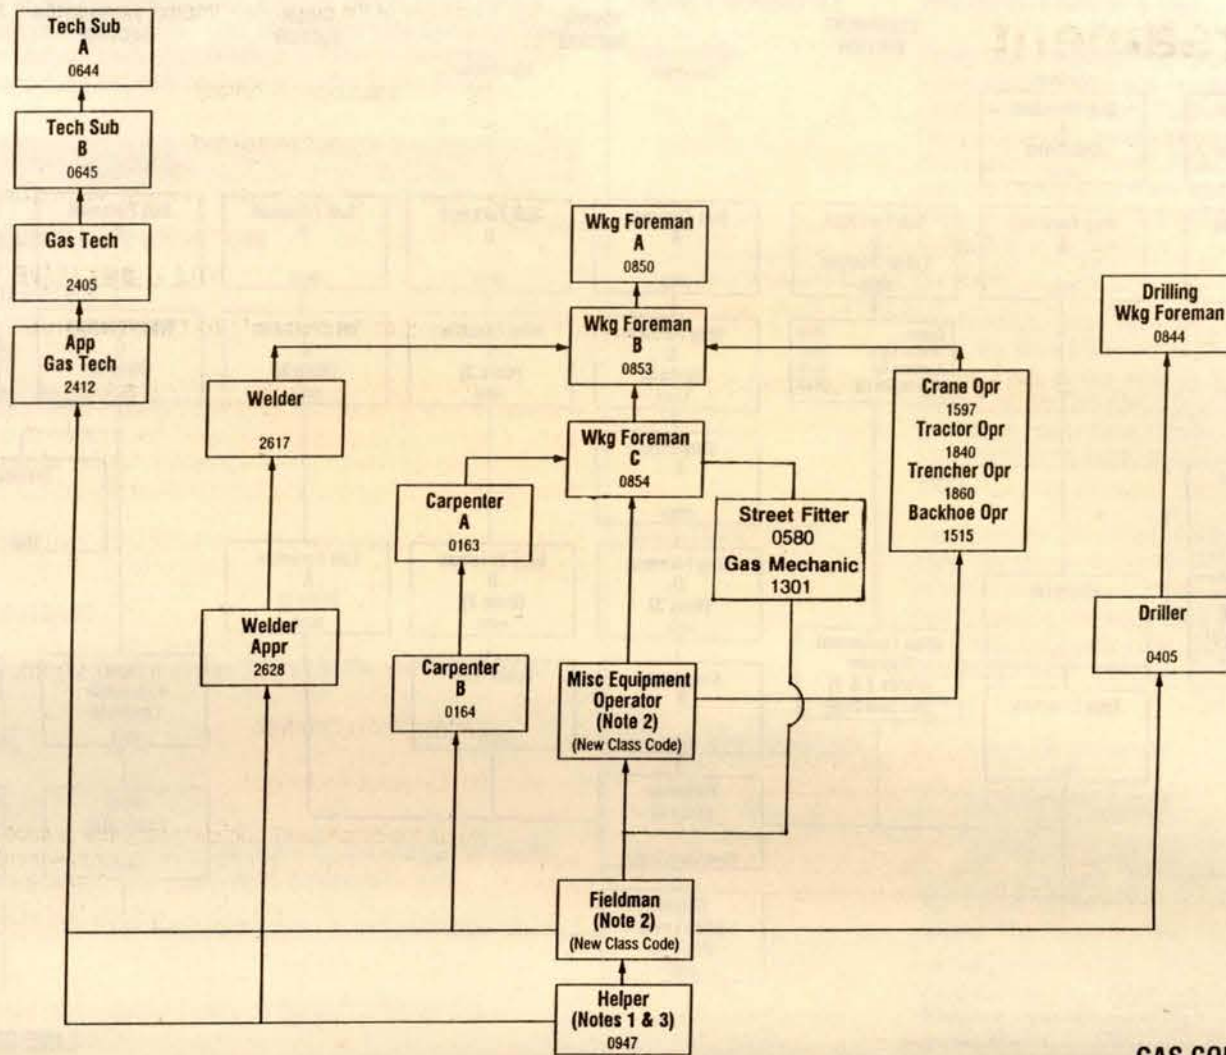 Tech Sub
A
0644
Tech Sub
B
0645
Gas Tech
2405
App
Gas Tech
2412
Welder
2617
Welder
Appr
2628
Carpenter
A
0163
Carpenter
B
0164
Wkg Foreman
A
0850
Wkg Foreman
B
0853
Wkg Foreman
C
0854
Street Fitter
0580
Gas Mechanic
1301
Misc Equipment
Operator
(Note 2)
(New Class Code)
Fieldman
(Note 2)
(New Class Code)
Helper
(Notes 1 & 3)
0947
Crane Opr
1597
Tractor Opr
1840
Trencher Opr
1860
Backhoe Opr
1515
Drilling
Wkg Foreman
0844
Driller
0405
GAS